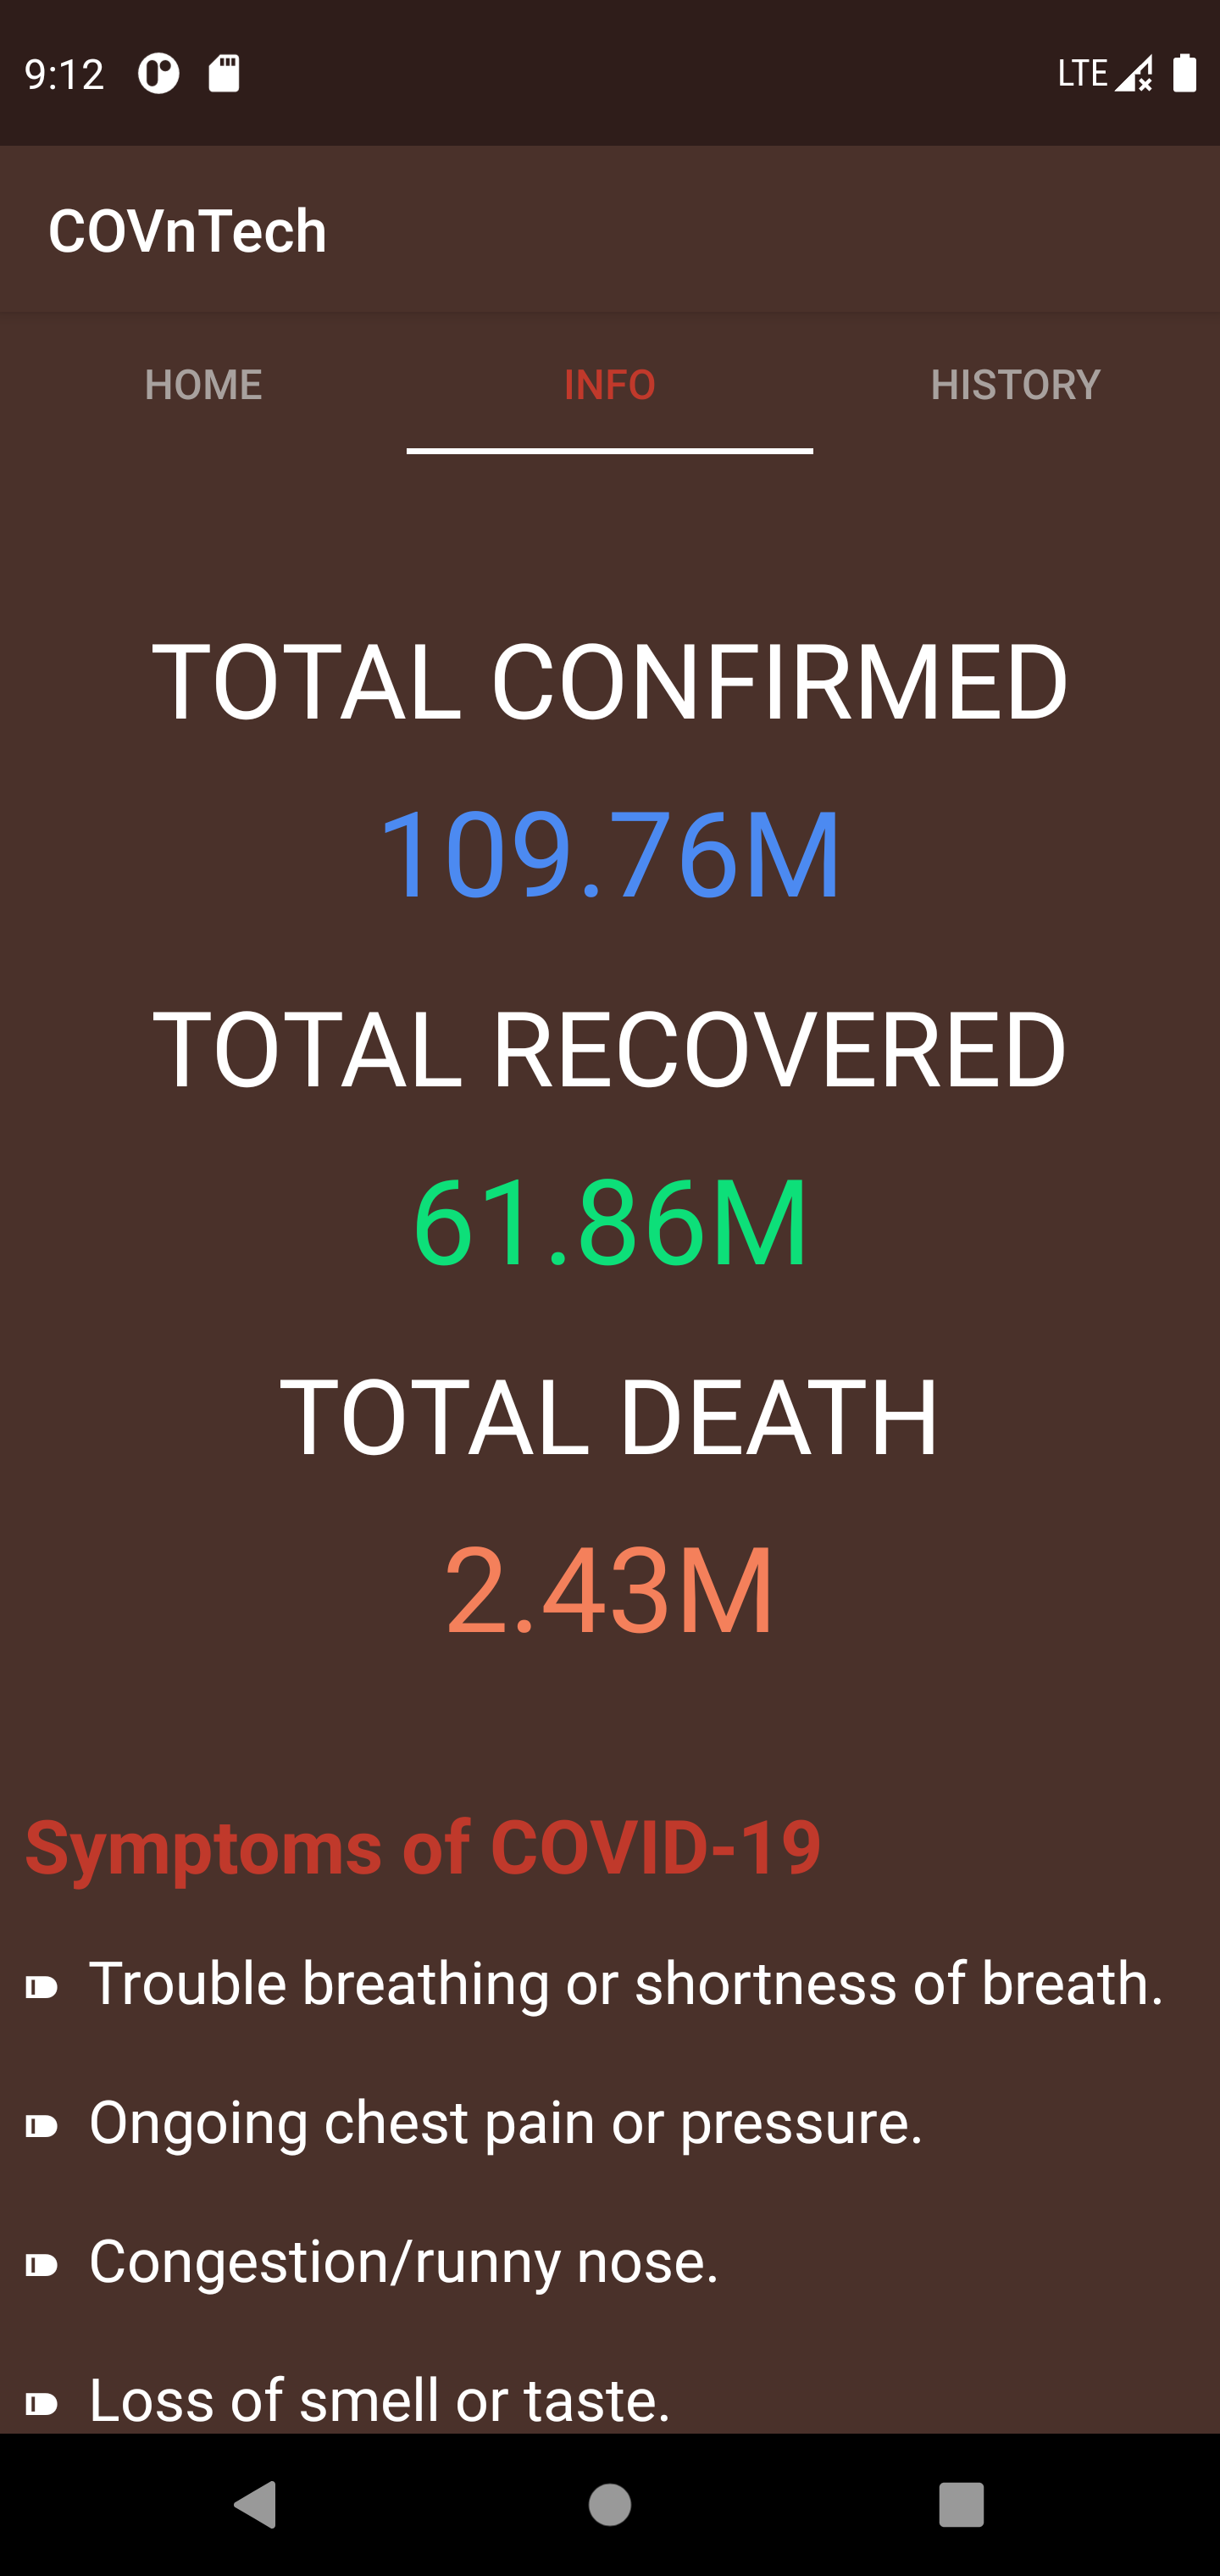 9:12
LTE
COVnTech
HOME
INFO
HISTORY
TOTAL CONFIRMED
109.76M
TOTAL RECOVERED
61.86M
TOTAL DEATH
2.43M
Symptoms of COVID-19
Trouble breathing or shortness of breath.
Ongoing chest pain or pressure.
Congestion/runny nose.
Loss of smell or taste.